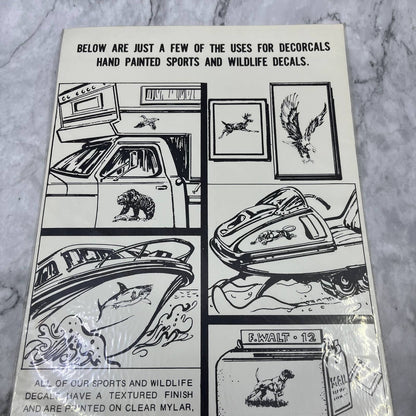 BELOW ARE JUST A FEW OF THE USES FOR DECORCALS
HAND PAINTED SPORTS AND WILDLIFE DECALS.
F. WALT · 12
MAIL
ALL OF OUR SPORTS AND WILDLIFE
DECALS HAVE A TEXTURED FINISH
AND ARE PRINTED ON CLEAR MYLAR,